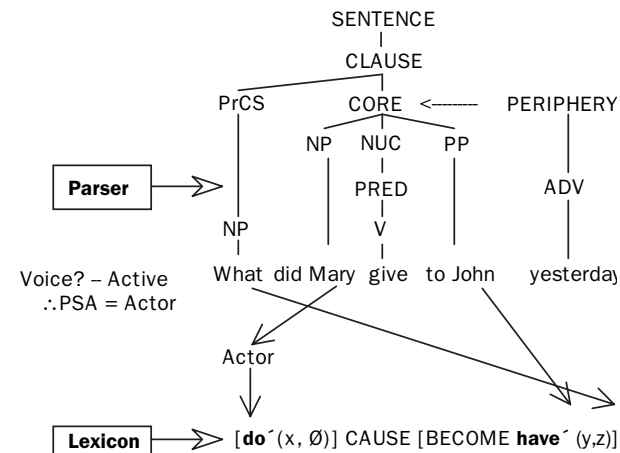 SENTENCE
CLAUSE
PrCS CORE <--------- PERIPHERY
NP NUC PP
Parser PRED ADV
NP V
Voice? – Active What did Mary give to John yesterday
∴PSA = Actor
Actor
Lexicon [do´(x, Ø)] CAUSE [BECOME have´ (y,z)]